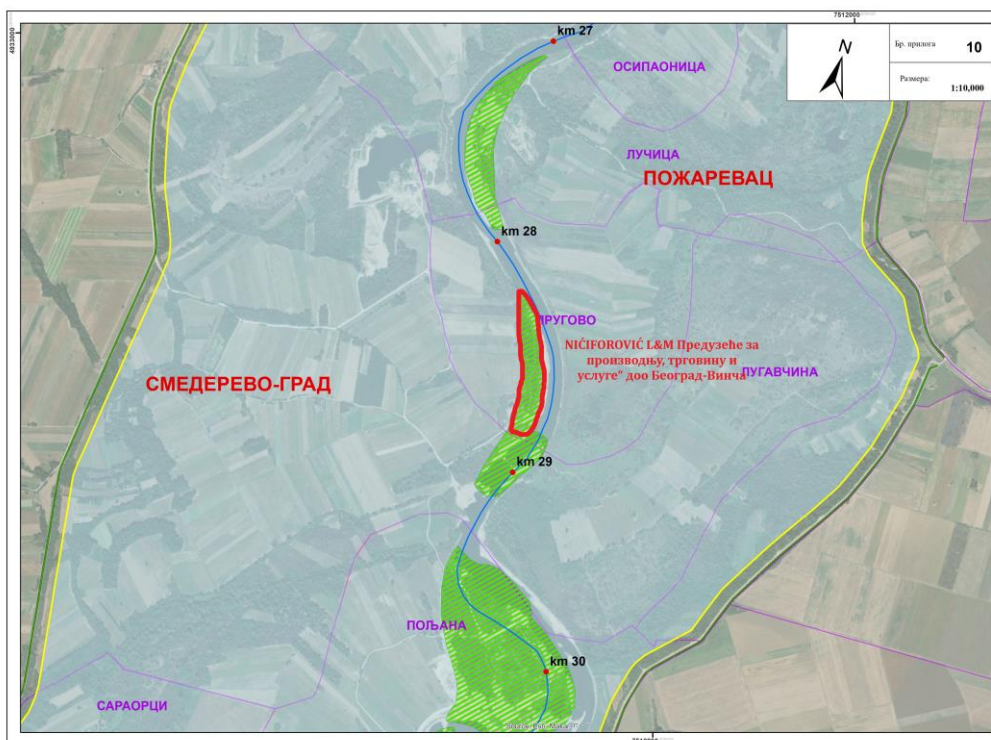 7512000
4933000
km 27
N
Бр. прилога
10
Размера:
1:10,000
ОСИПАОНИЦА
ЛУЧИЦА
ПОЖАРЕВАЦ
km 28
ДРУГОВО
NIĆIFOROVIĆ L&M Предузеће за
производњу, трговину и
услуге" доо Београд-Винча
ЛУГАВЧИНА
СМЕДЕРЕВО-ГРАД
km 29
ПОЉАНА
km 30
САРАОРЦИ